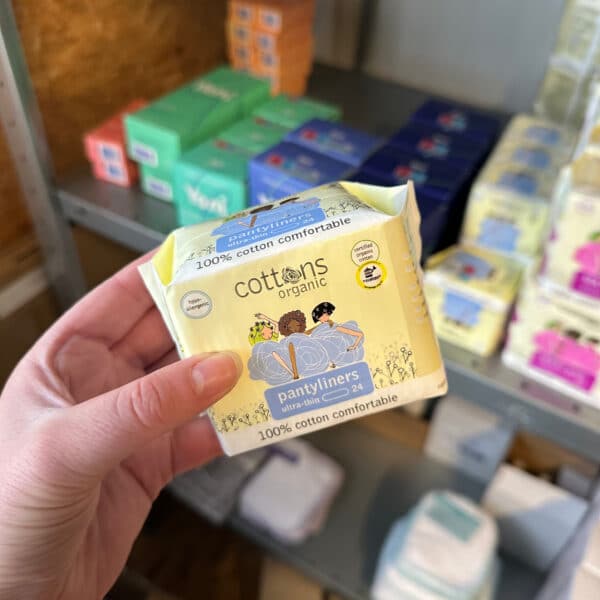 pantyliners
ultra-thin 24
100% cotton comfortable
cottons
organic
hypo-
allergenic
certified
organic
cotton
pantyliners
ultra-thin 24
100% cotton comfortable
Yoni